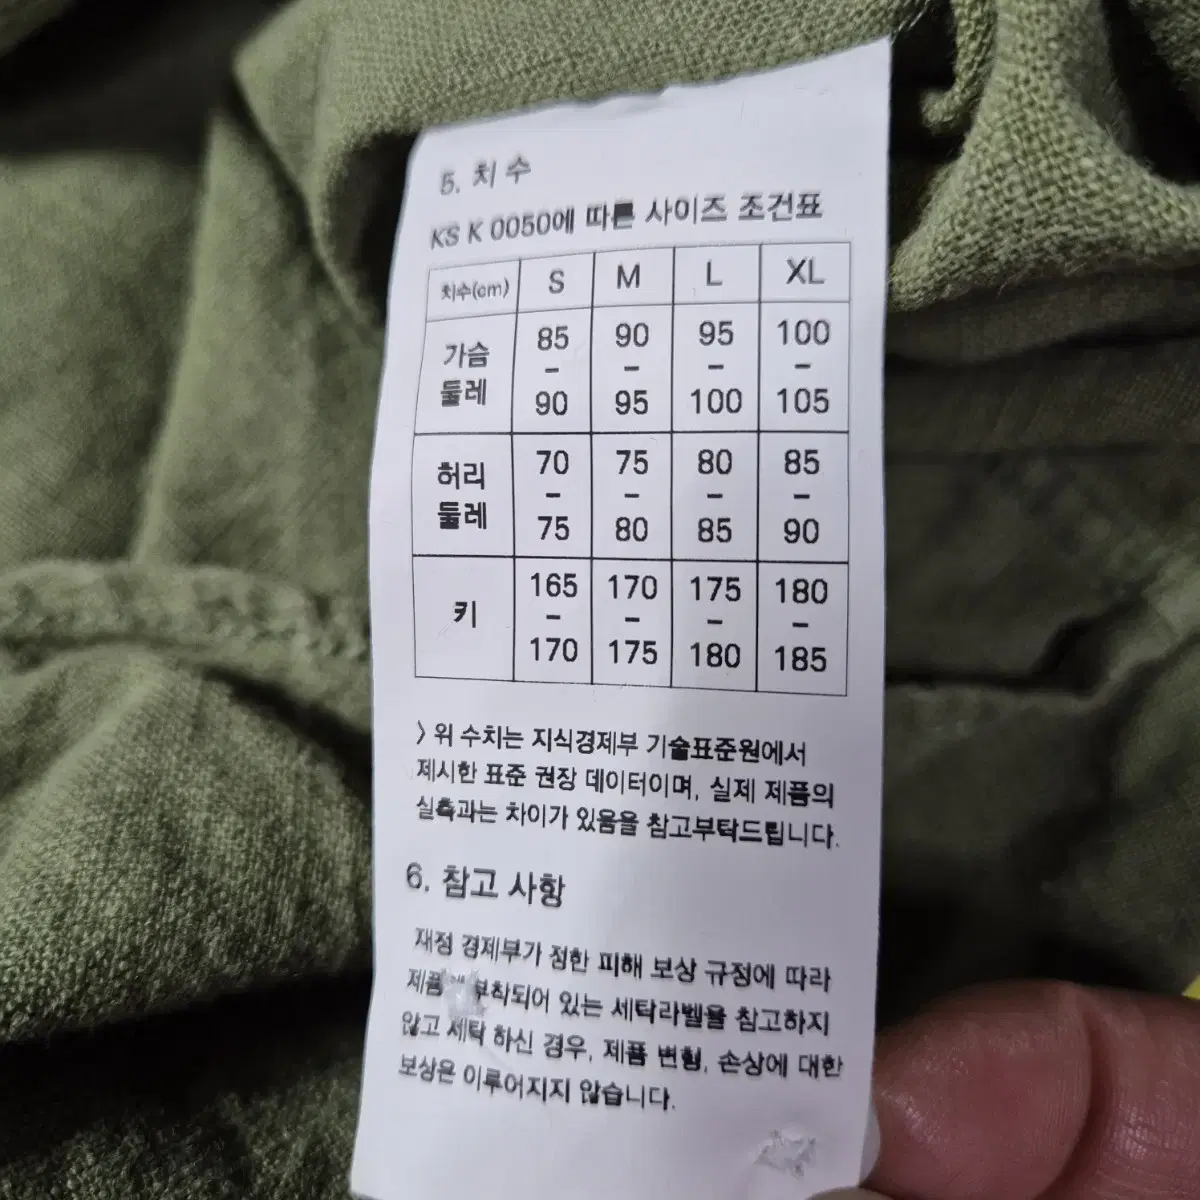 5. 치 수
KS K 0050에 따른 사이즈 조건표
치수(cm) S M L XL
가슴 둘레 85 - 90 90 - 95 95 - 100 100 - 105
허리 둘레 70 - 75 75 - 80 80 - 85 85 - 90
키 165 - 170 170 - 175 175 - 180 180 - 185
> 위 수치는 지식경제부 기술표준원에서
제시한 표준 권장 데이터이며, 실제 제품의
실측과는 차이가 있음을 참고부탁드립니다.
6. 참고 사항
재정 경제부가 정한 피해 보상 규정에 따라
제품 부착되어 있는 세탁라벨을 참고하지
않고 세탁 하신 경우, 제품 변형, 손상에 대한
보상은 이루어지지 않습니다.